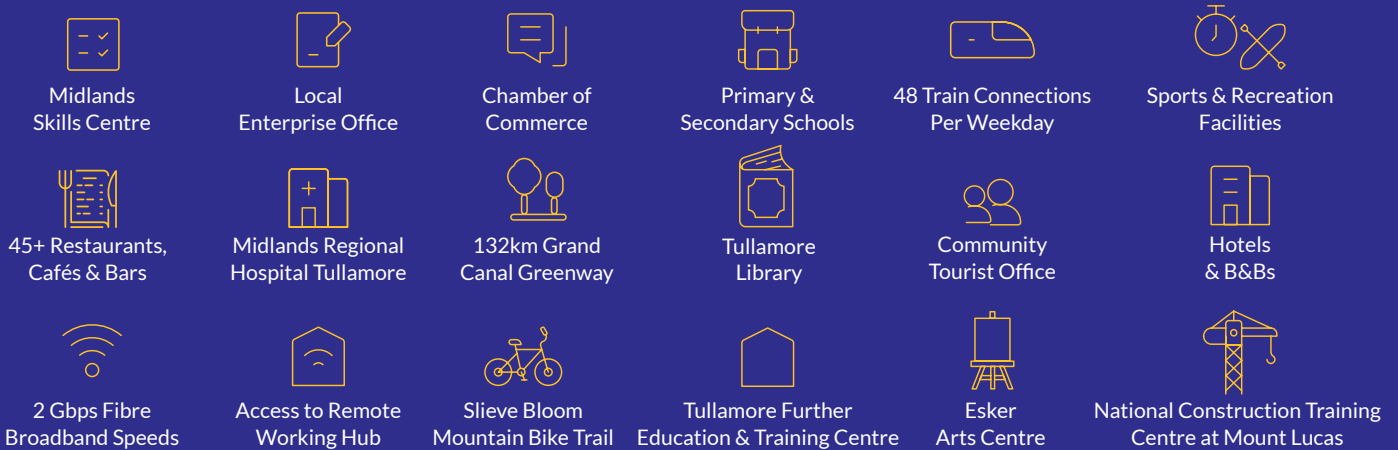 Midlands
Skills Centre
Local
Enterprise Office
Chamber of
Commerce
Primary &
Secondary Schools
48 Train Connections
Per Weekday
Sports & Recreation
Facilities
45+ Restaurants,
Cafés & Bars
Midlands Regional
Hospital Tullamore
132km Grand
Canal Greenway
Tullamore
Library
Community
Tourist Office
Hotels
& B&Bs
2 Gbps Fibre
Broadband Speeds
Access to Remote
Working Hub
Slieve Bloom
Mountain Bike Trail
Tullamore Further
Education & Training Centre
Esker
Arts Centre
National Construction Training
Centre at Mount Lucas